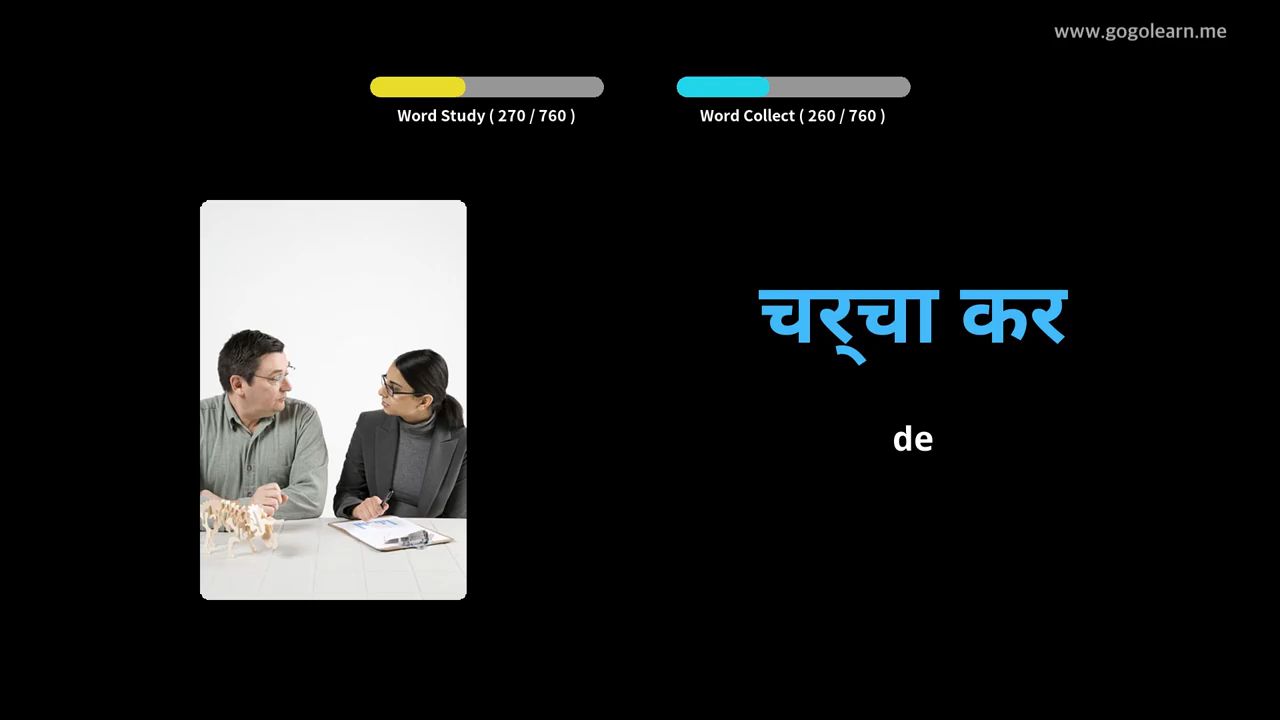 www.gogolearn.me
Word Study ( 270 / 760 )
Word Collect ( 260 / 760 )
चर्‌चा कर
de